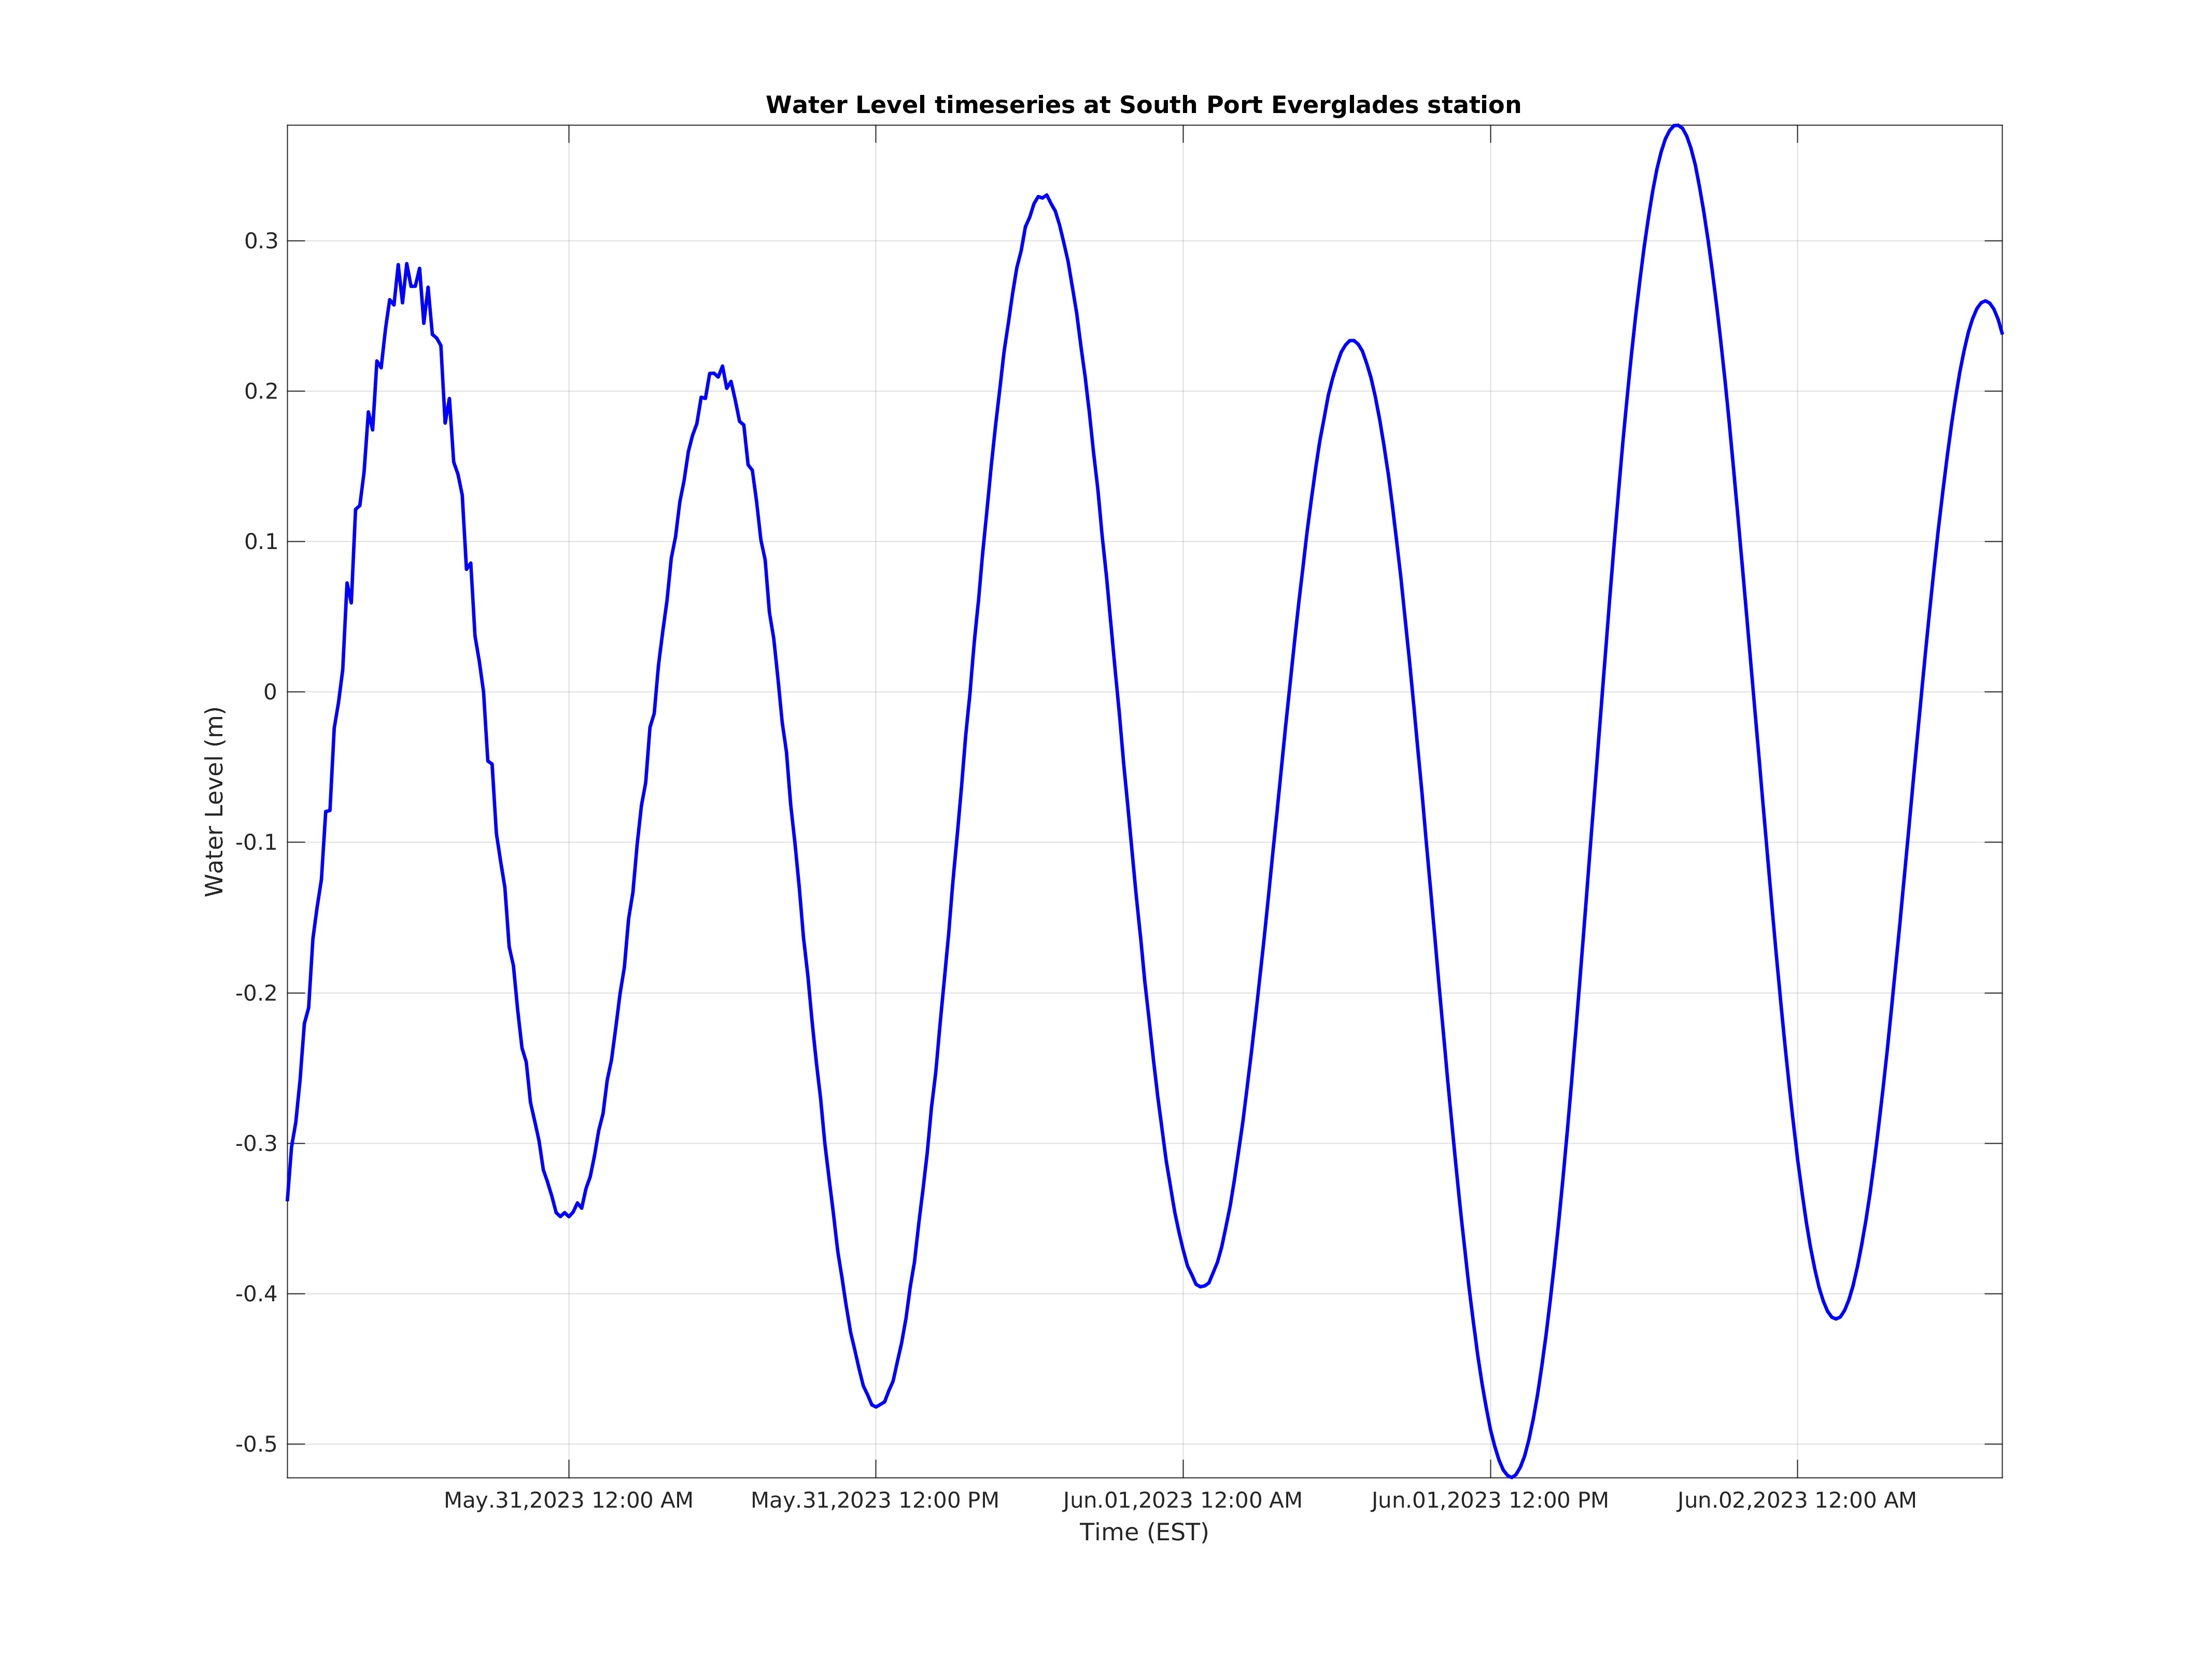 Water Level timeseries at South Port Everglades station
0.3
0.2
0.1
0
-0.1
-0.2
-0.3
-0.4
-0.5
Water Level (m)
May.31,2023 12:00 AM
May.31,2023 12:00 PM
Jun.01,2023 12:00 AM
Jun.01,2023 12:00 PM
Jun.02,2023 12:00 AM
Time (EST)